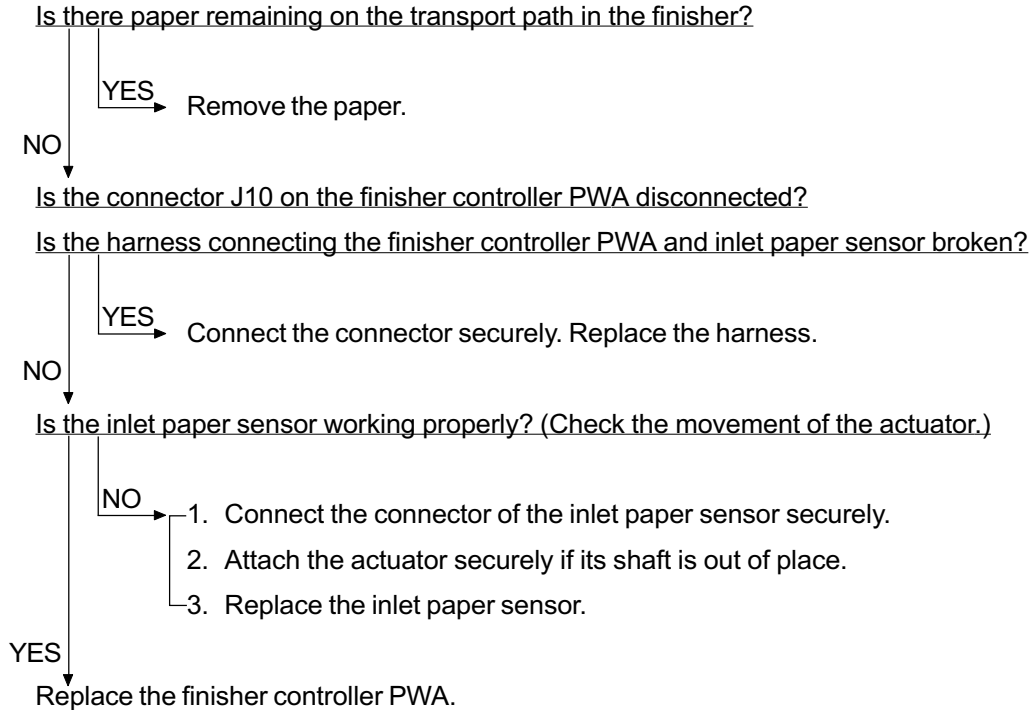 Is there paper remaining on the transport path in the finisher?
YES
Remove the paper.
NO
Is the connector J10 on the finisher controller PWA disconnected?
Is the harness connecting the finisher controller PWA and inlet paper sensor broken?
YES
Connect the connector securely. Replace the harness.
NO
Is the inlet paper sensor working properly? (Check the movement of the actuator.)
NO
1. Connect the connector of the inlet paper sensor securely.
2. Attach the actuator securely if its shaft is out of place.
3. Replace the inlet paper sensor.
YES
Replace the finisher controller PWA.